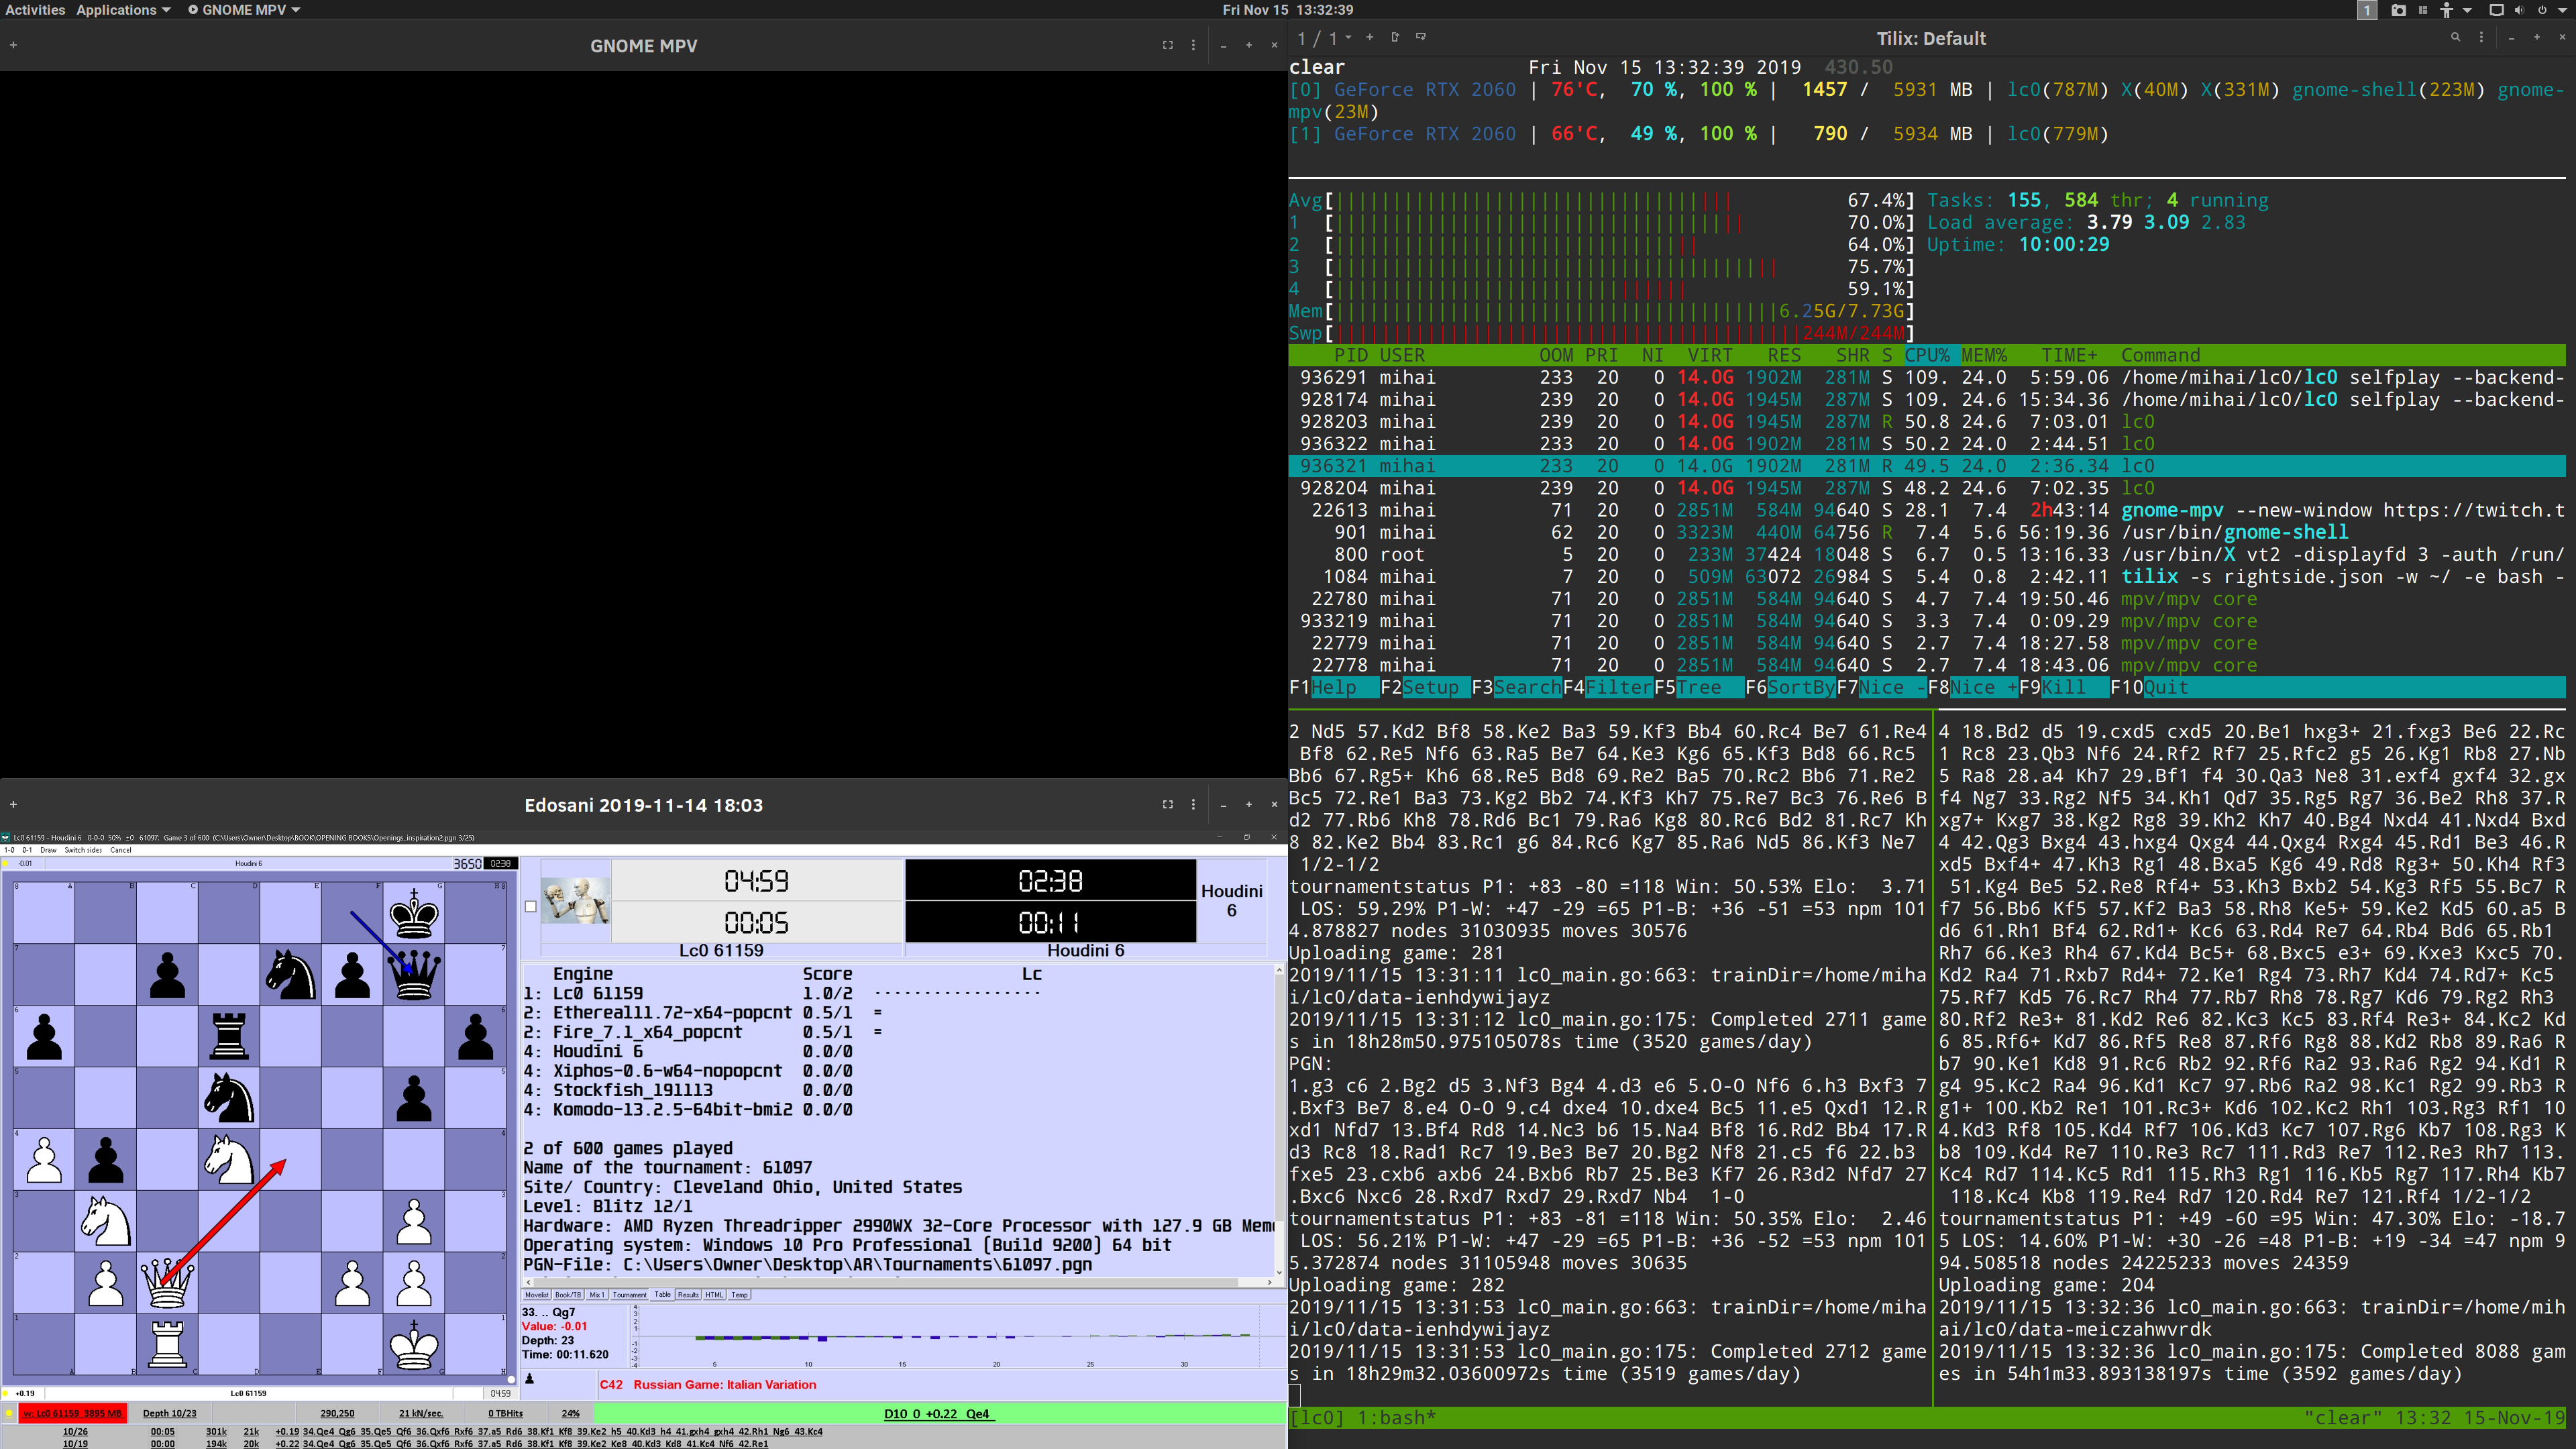 Activities Applications GNOME MPV Fri Nov 15 13:32:39 1
GNOME MPV
1 / 1 Tilix: Default
clear Fri Nov 15 13:32:39 2019 430.50
[0] GeForce RTX 2060 | 76'C, 70 %, 100 % | 1457 / 5931 MB | lc0(787M) X(40M) X(331M) gnome-shell(223M) gnome-
mpv(23M)
[1] GeForce RTX 2060 | 66'C, 49 %, 100 % | 790 / 5934 MB | lc0(779M)
Avg[ 67.4%] Tasks: 155, 584 thr; 4 running
1 [ 70.0%] Load average: 3.79 3.09 2.83
2 [ 64.0%] Uptime: 10:00:29
3 [ 75.7%]
4 [ 59.1%]
Mem[ 6.25G/7.73G]
Swp[ 244M/244M]
PID USER OOM PRI NI VIRT RES SHR S CPU% MEM% TIME+ Command
936291 mihai 233 20 0 14.0G 1902M 281M S 109. 24.0 5:59.06 /home/mihai/lc0/lc0 selfplay --backend-
928174 mihai 239 20 0 14.0G 1945M 287M S 109. 24.6 15:34.36 /home/mihai/lc0/lc0 selfplay --backend-
928203 mihai 239 20 0 14.0G 1945M 287M R 50.8 24.6 7:03.01 lc0
936322 mihai 233 20 0 14.0G 1902M 281M S 50.2 24.0 2:44.51 lc0
936321 mihai 233 20 0 14.0G 1902M 281M R 49.5 24.0 2:36.34 lc0
928204 mihai 239 20 0 14.0G 1945M 287M S 48.2 24.6 7:02.35 lc0
22613 mihai 71 20 0 2851M 584M 94640 S 28.1 7.4 2h43:14 gnome-mpv --new-window https://twitch.t
901 mihai 62 20 0 3323M 440M 64756 R 7.4 5.6 56:19.36 /usr/bin/gnome-shell
800 root 5 20 0 233M 37424 18048 S 6.7 0.5 13:16.33 /usr/bin/X vt2 -displayfd 3 -auth /run/
1084 mihai 7 20 0 509M 63072 26984 S 5.4 0.8 2:42.11 tilix -s rightside.json -w ~/ -e bash -
22780 mihai 71 20 0 2851M 584M 94640 S 4.7 7.4 19:50.46 mpv/mpv core
933219 mihai 71 20 0 2851M 584M 94640 S 3.3 7.4 0:09.29 mpv/mpv core
22779 mihai 71 20 0 2851M 584M 94640 S 2.7 7.4 18:27.58 mpv/mpv core
22778 mihai 71 20 0 2851M 584M 94640 S 2.7 7.4 18:43.06 mpv/mpv core
F1Help F2Setup F3SearchF4FilterF5Tree F6SortByF7Nice -F8Nice +F9Kill F10Quit
2 Nd5 57.Kd2 Bf8 58.Ke2 Ba3 59.Kf3 Bb4 60.Rc4 Be7 61.Re4
Bf8 62.Re5 Nf6 63.Ra5 Be7 64.Ke3 Kg6 65.Kf3 Bd8 66.Rc5
Bb6 67.Rg5+ Kh6 68.Re5 Bd8 69.Re2 Ba5 70.Rc2 Bb6 71.Re2
Bc5 72.Re1 Ba3 73.Kg2 Bb2 74.Kf3 Kh7 75.Re7 Bc3 76.Re6 B
d2 77.Rb6 Kh8 78.Rd6 Bc1 79.Ra6 Kg8 80.Rc6 Bd2 81.Rc7 Kh
8 82.Ke2 Bb4 83.Rc1 g6 84.Rc6 Kg7 85.Ra6 Nd5 86.Kf3 Ne7
1/2-1/2
tournamentstatus P1: +83 -80 =118 Win: 50.53% Elo: 3.71
LOS: 59.29% P1-W: +47 -29 =65 P1-B: +36 -51 =53 npm 101
4.878827 nodes 31030935 moves 30576
Uploading game: 281
2019/11/15 13:31:11 lc0_main.go:663: trainDir=/home/miha
i/lc0/data-ienhdywijayz
2019/11/15 13:31:12 lc0_main.go:175: Completed 2711 game
s in 18h28m50.975105078s time (3520 games/day)
PGN:
1.g3 c6 2.Bg2 d5 3.Nf3 Bg4 4.d3 e6 5.O-O Nf6 6.h3 Bxf3 7
.Bxf3 Be7 8.e4 O-O 9.c4 dxe4 10.dxe4 Bc5 11.e5 Qxd1 12.R
xd1 Nfd7 13.Bf4 Rd8 14.Nc3 b6 15.Na4 Bf8 16.Rd2 Bb4 17.R
d3 Rc8 18.Rad1 Rc7 19.Be3 Be7 20.Bg2 Nf8 21.c5 f6 22.b3
fxe5 23.cxb6 axb6 24.Bxb6 Rb7 25.Be3 Kf7 26.R3d2 Nfd7 27
.Bxc6 Nxc6 28.Rxd7 Rxd7 29.Rxd7 Nb4 1-0
tournamentstatus P1: +83 -81 =118 Win: 50.35% Elo: 2.46
LOS: 56.21% P1-W: +47 -29 =65 P1-B: +36 -52 =53 npm 101
5.372874 nodes 31105948 moves 30635
Uploading game: 282
2019/11/15 13:31:53 lc0_main.go:663: trainDir=/home/miha
i/lc0/data-ienhdywijayz
2019/11/15 13:31:53 lc0_main.go:175: Completed 2712 game
s in 18h29m32.03600972s time (3519 games/day)
4 18.Bd2 d5 19.cxd5 cxd5 20.Be1 hxg3+ 21.fxg3 Be6 22.Rc
1 Rc8 23.Qb3 Nf6 24.Rf2 Rf7 25.Rfc2 g5 26.Kg1 Rb8 27.Nb
5 Ra8 28.a4 Kh7 29.Bf1 f4 30.Qa3 Ne8 31.exf4 gxf4 32.gx
f4 Ng7 33.Rg2 Nf5 34.Kh1 Qd7 35.Rg5 Rg7 36.Be2 Rh8 37.R
xg7+ Kxg7 38.Kg2 Rg8 39.Kh2 Kh7 40.Bg4 Nxd4 41.Nxd4 Bxd
4 42.Qg3 Bxg4 43.hxg4 Qxg4 44.Qxg4 Rxg4 45.Rd1 Be3 46.R
xd5 Bxf4+ 47.Kh3 Rg1 48.Bxa5 Kg6 49.Rd8 Rg3+ 50.Kh4 Rf3
51.Kg4 Be5 52.Re8 Rf4+ 53.Kh3 Bxb2 54.Kg3 Rf5 55.Bc7 R
f7 56.Bb6 Kf5 57.Kf2 Ba3 58.Rh8 Ke5+ 59.Ke2 Kd5 60.a5 B
d6 61.Rh1 Bf4 62.Rd1+ Kc6 63.Rd4 Re7 64.Rb4 Bd6 65.Rb1
Rh7 66.Ke3 Rh4 67.Kd4 Bc5+ 68.Bxc5 e3+ 69.Kxe3 Kxc5 70.
Kd2 Ra4 71.Rxb7 Rd4+ 72.Ke1 Rg4 73.Rh7 Kd4 74.Rd7+ Kc5
75.Rf7 Kd5 76.Rc7 Rh4 77.Rb7 Rh8 78.Rg7 Kd6 79.Rg2 Rh3
80.Rf2 Re3+ 81.Kd2 Re6 82.Kc3 Kc5 83.Rf4 Re3+ 84.Kc2 Kd
6 85.Rf6+ Kd7 86.Rf5 Re8 87.Rf6 Rg8 88.Kd2 Rb8 89.Ra6 R
b7 90.Ke1 Kd8 91.Rc6 Rb2 92.Rf6 Ra2 93.Ra6 Rg2 94.Kd1 R
g4 95.Kc2 Ra4 96.Kd1 Kc7 97.Rb6 Ra2 98.Kc1 Rg2 99.Rb3 R
g1+ 100.Kb2 Re1 101.Rc3+ Kd6 102.Kc2 Rh1 103.Rg3 Rf1 10
4.Kd3 Rf8 105.Kd4 Rf7 106.Kd3 Kc7 107.Rg6 Kb7 108.Rg3 K
b8 109.Kd4 Re7 110.Re3 Rc7 111.Rd3 Re7 112.Re3 Rh7 113.
Kc4 Rd7 114.Kc5 Rd1 115.Rh3 Rg1 116.Kb5 Rg7 117.Rh4 Kb7
118.Kc4 Kb8 119.Re4 Rd7 120.Rd4 Re7 121.Rf4 1/2-1/2
tournamentstatus P1: +49 -60 =95 Win: 47.30% Elo: -18.7
5 LOS: 14.60% P1-W: +30 -26 =48 P1-B: +19 -34 =47 npm 9
94.508518 nodes 24225233 moves 24359
Uploading game: 204
2019/11/15 13:32:36 lc0_main.go:663: trainDir=/home/mih
ai/lc0/data-meiczahwvrdk
2019/11/15 13:32:36 lc0_main.go:175: Completed 8088 gam
es in 54h1m33.893138197s time (3592 games/day)
[lc0] 1:bash* "clear" 13:32 15-Nov-19
Edosani 2019-11-14 18:03
Lc0 61159 - Houdini 6 0-0-0 50% ±0 61097: Game 3 of 600 (C:\Users\Owner\Desktop\BOOK\OPENING BOOKS\Openings_inspiration2.pgn 3/25)
1-0 0-1 Draw Switch sides Cancel
-0.01 Houdini 6 3650 02:38
04:59 02:38
00:05 00:11
Houdini
6
Lc0 61159 Houdini 6
Engine Score Lc
1: Lc0 61159 1.0/2 · · · · · · · · · · · · · · · · ·
2: Ethereal11.72-x64-popcnt 0.5/1 =
2: Fire_7.1_x64_popcnt 0.5/1 =
4: Houdini 6 0.0/0
4: Xiphos-0.6-w64-nopopcnt 0.0/0
4: Stockfish_191113 0.0/0
4: Komodo-13.2.5-64bit-bmi2 0.0/0
2 of 600 games played
Name of the tournament: 61097
Site/ Country: Cleveland Ohio, United States
Level: Blitz 12/1
Hardware: AMD Ryzen Threadripper 2990WX 32-Core Processor with 127.9 GB Mem
Operating system: Windows 10 Pro Professional (Build 9200) 64 bit
PGN-File: C:\Users\Owner\Desktop\AR\Tournaments\61097.pgn
Movelist Book/TB Mix 1 Tournament Table Results HTML Temp
33. .. Qg7
Value: -0.01
Depth: 23
Time: 00:11.620
5 10 15 20 25 30
C42 Russian Game: Italian Variation
+0.19 Lc0 61159 04:59
w: Lc0 61159, 3895 MB Depth 10/23 290,250 21 kN/sec. 0 TBHits 24% D10 0 +0.22 Qe4
10/26 00:05 301k 21k +0.19 34.Qe4 Qg6 35.Qe5 Qf6 36.Qxf6 Rxf6 37.a5 Rd6 38.Kf1 Kf8 39.Ke2 h5 40.Kd3 h4 41.gxh4 gxh4 42.Rh1 Ng6 43.Kc4
10/19 00:00 194k 20k +0.22 34.Qe4 Qg6 35.Qe5 Qf6 36.Qxf6 Rxf6 37.a5 Rd6 38.Kf1 Kf8 39.Ke2 Ke8 40.Kd3 Kd8 41.Kc4 Nf6 42.Re1